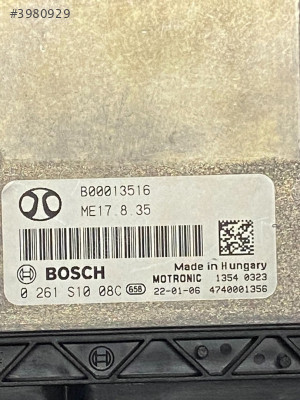 #3980929
B00013516
ME17.8.35
Made in Hungary
BOSCH
MOTRONIC 1354 0323
0 261 S10 08C 658 22-01-06 4740001356